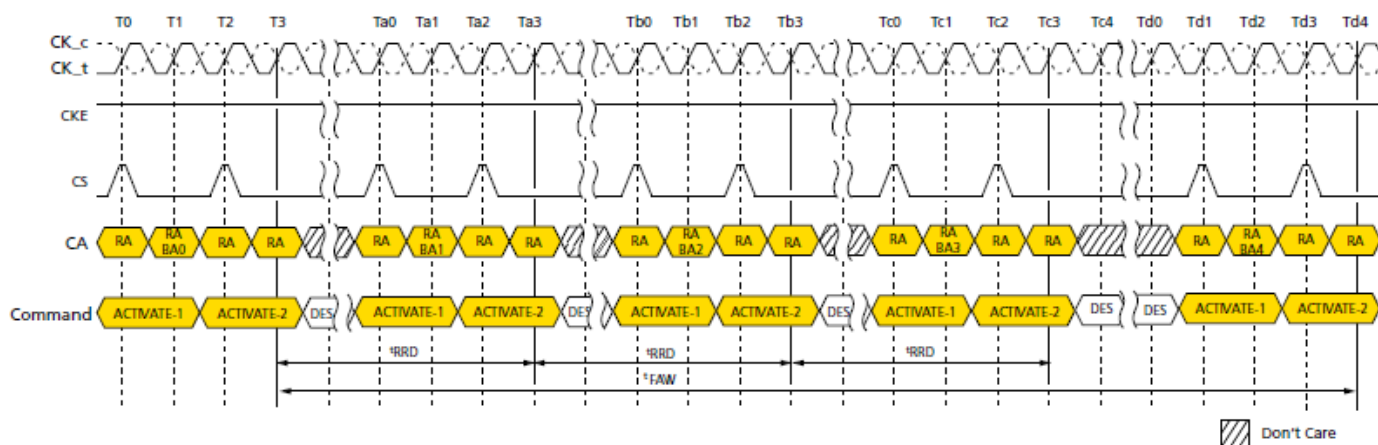 T0 T1 T2 T3 Ta0 Ta1 Ta2 Ta3 Tb0 Tb1 Tb2 Tb3 Tc0 Tc1 Tc2 Tc3 Tc4 Td0 Td1 Td2 Td3 Td4
CK_c
CK_t
CKE
CS
CA RA RA BA0 RA RA RA RA BA1 RA RA RA RA BA2 RA RA RA RA BA3 RA RA RA RA BA4 RA RA
Command ACTIVATE-1 ACTIVATE-2 DES ACTIVATE-1 ACTIVATE-2 DES ACTIVATE-1 ACTIVATE-2 DES ACTIVATE-1 ACTIVATE-2 DES DES ACTIVATE-1 ACTIVATE-2
tRRD tRRD tRRD
tFAW
Don't Care